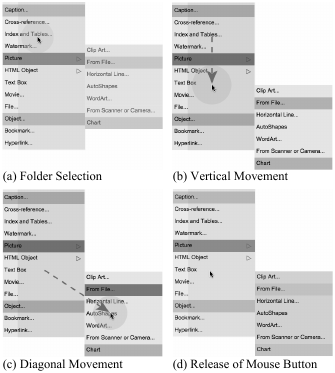 Caption...
Cross-reference...
Index and Tables...
Watermark...
Picture
HTML Object
Text Box
Movie...
File...
Object...
Bookmark...
Hyperlink...
Clip Art...
From File...
Horizontal Line...
AutoShapes
WordArt...
From Scanner or Camera...
Chart
(a) Folder Selection
Caption...
Cross-reference...
Index and Tables...
Watermark...
Picture
HTML Object
Text Box
Movie...
File...
Object...
Bookmark...
Hyperlink...
Clip Art...
From File...
Horizontal Line...
AutoShapes
WordArt...
From Scanner or Camera...
Chart
(b) Vertical Movement
Caption...
Cross-reference...
Index and Tables...
Watermark...
Picture
HTML Object
Text Box
Movie...
File...
Object...
Bookmark...
Hyperlink...
Clip Art...
From File...
Horizontal Line...
AutoShapes
WordArt...
From Scanner or Camera...
Chart
(c) Diagonal Movement
Caption...
Cross-reference...
Index and Tables...
Watermark...
Picture
HTML Object
Text Box
Movie...
File...
Object...
Bookmark...
Hyperlink...
Clip Art...
From File...
Horizontal Line...
AutoShapes
WordArt...
From Scanner or Camera...
Chart
(d) Release of Mouse Button